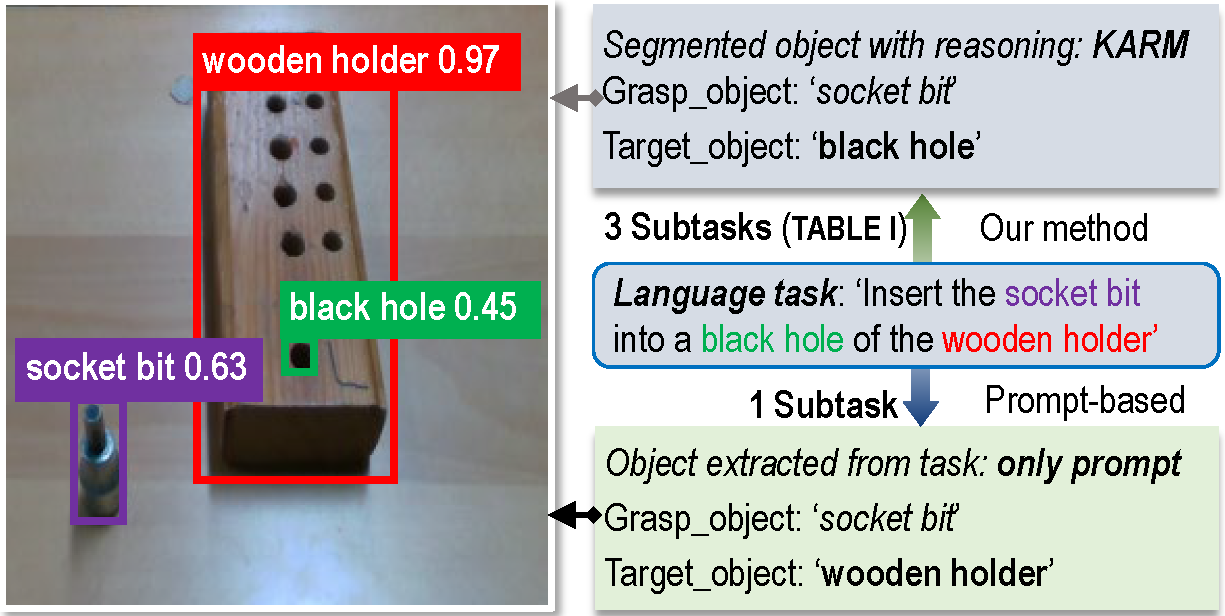 wooden holder 0.97
black hole 0.45
socket bit 0.63
Segmented object with reasoning: KARM
Grasp_object: ‘socket bit’
Target_object: ‘black hole’
3 Subtasks (TABLE I)
Our method
Language task: ‘Insert the socket bit
into a black hole of the wooden holder’
1 Subtask
Prompt-based
Object extracted from task: only prompt
Grasp_object: ‘socket bit’
Target_object: ‘wooden holder’